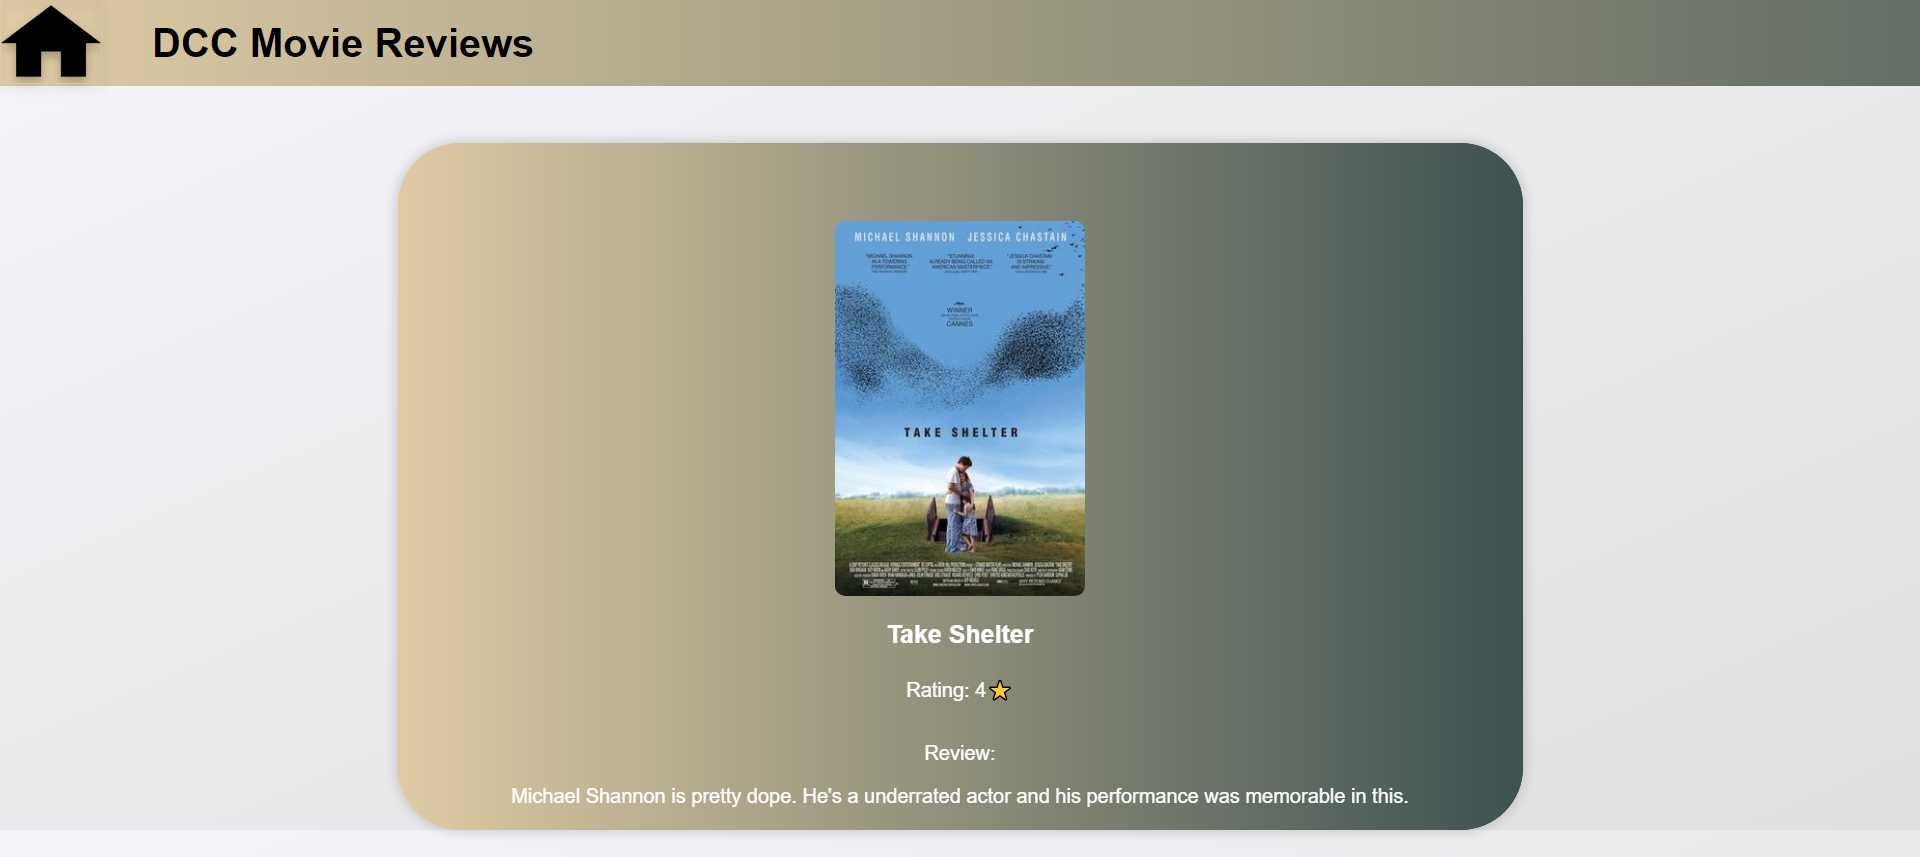 DCC Movie Reviews
MICHAEL SHANNON JESSICA CHASTAIN
"MICHAEL SHANNON
IN A TOWERING
PERFORMANCE."
"STUNNING!
ALREADY BEING CALLED AN
AMERICAN MASTERPIECE."
"JESSICA CHASTAIN
IS STRIKING
AND IMPRESSIVE."
WINNER
CANNES
TAKE SHELTER
Take Shelter
Rating: 4
Review:
Michael Shannon is pretty dope. He's a underrated actor and his performance was memorable in this.